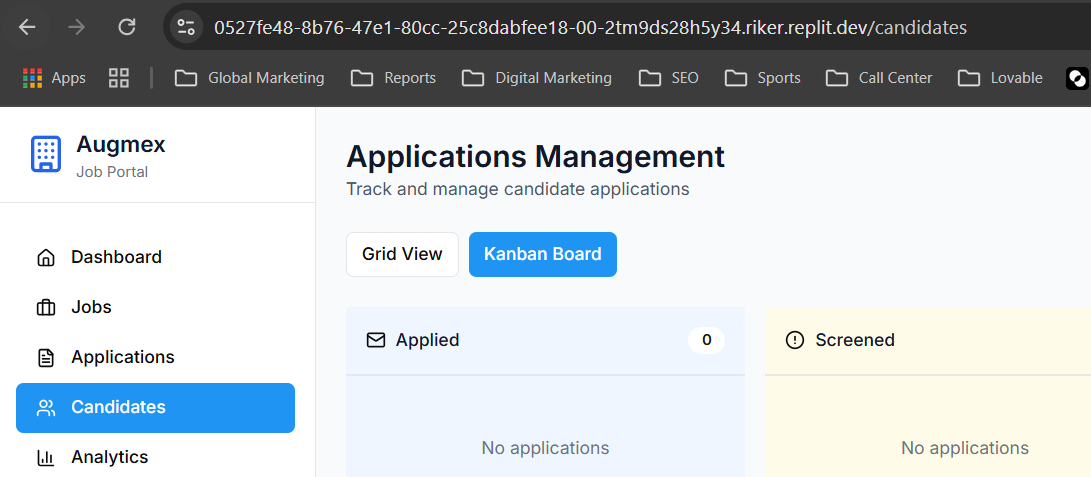 0527fe48-8b76-47e1-80cc-25c8dabfee18-00-2tm9ds28h5y34.riker.replit.dev/candidates
Apps Global Marketing Reports Digital Marketing SEO Sports Call Center Lovable
Augmex
Job Portal
Dashboard
Jobs
Applications
Candidates
Analytics
Applications Management
Track and manage candidate applications
Grid View Kanban Board
Applied 0 Screened
No applications No applications